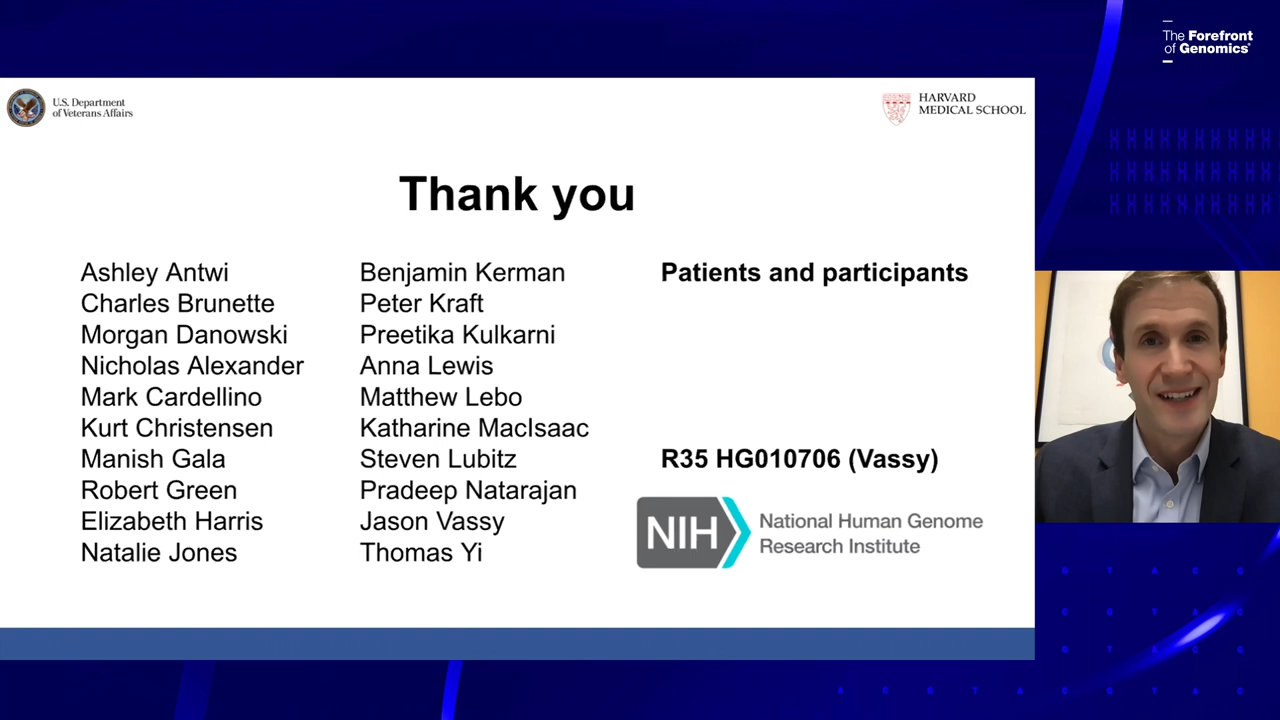 The Forefront
of Genomics®
U.S. Department
of Veterans Affairs
HARVARD
MEDICAL SCHOOL
Thank you
Ashley Antwi
Charles Brunette
Morgan Danowski
Nicholas Alexander
Mark Cardellino
Kurt Christensen
Manish Gala
Robert Green
Elizabeth Harris
Natalie Jones
Benjamin Kerman
Peter Kraft
Preetika Kulkarni
Anna Lewis
Matthew Lebo
Katharine MacIsaac
Steven Lubitz
Pradeep Natarajan
Jason Vassy
Thomas Yi
Patients and participants
R35 HG010706 (Vassy)
NIH
National Human Genome
Research Institute